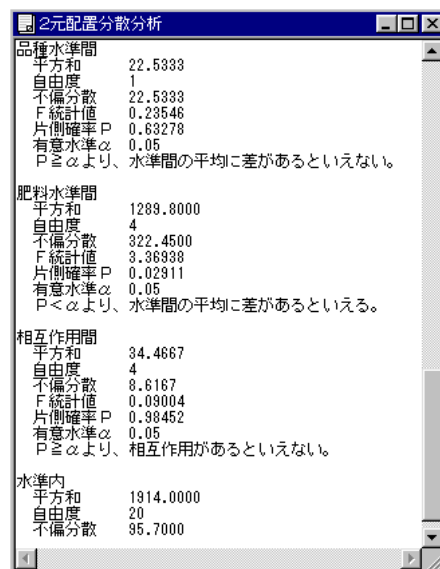 2元配置分散分析
品種水準間
平方和 22.5333
自由度 1
不偏分散 22.5333
F統計値 0.23546
片側確率P 0.63278
有意水準α 0.05
P≧αより、水準間の平均に差があるといえない。
肥料水準間
平方和 1289.8000
自由度 4
不偏分散 322.4500
F統計値 3.36938
片側確率P 0.02911
有意水準α 0.05
P<αより、水準間の平均に差があるといえる。
相互作用間
平方和 34.4667
自由度 4
不偏分散 8.6167
F統計値 0.09004
片側確率P 0.98452
有意水準α 0.05
P≧αより、相互作用があるといえない。
水準内
平方和 1914.0000
自由度 20
不偏分散 95.7000